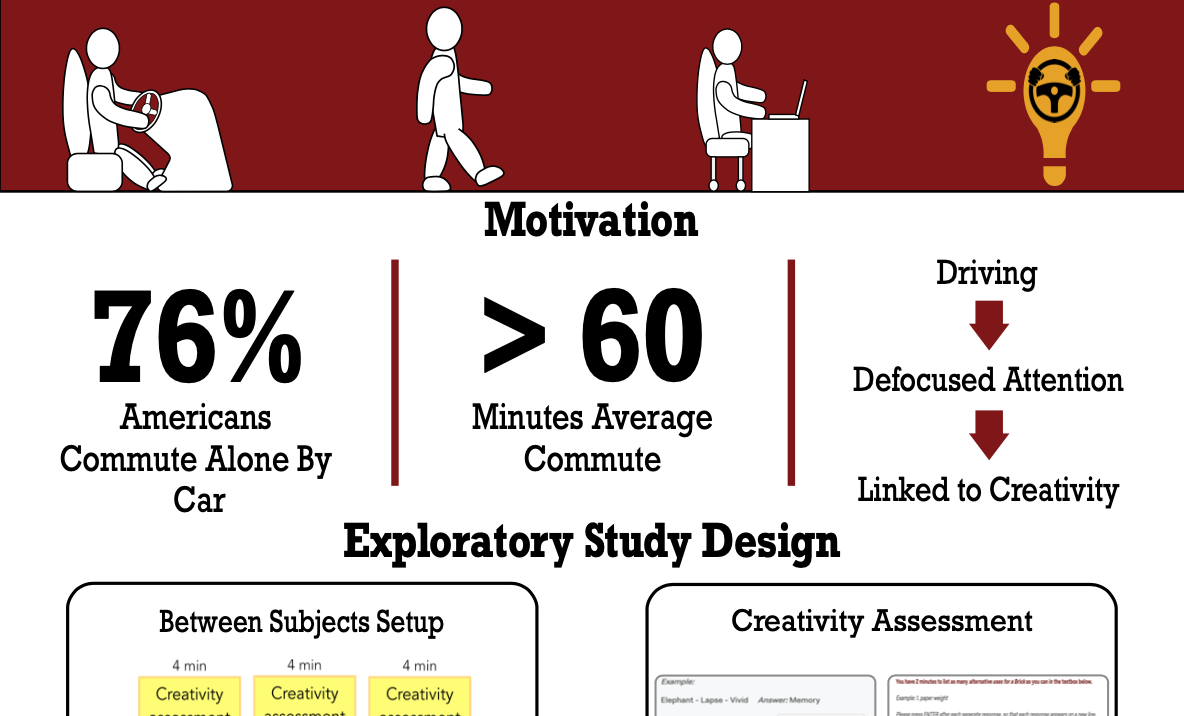 Motivation
76%
Americans
Commute Alone By
Car
> 60
Minutes Average
Commute
Driving
Defocused Attention
Linked to Creativity
Exploratory Study Design
Between Subjects Setup
4 min
4 min
4 min
Creativity
assessment
Creativity
assessment
Creativity
assessment
Creativity Assessment
Example:
Elephant - Lapse - Vivid Answer: Memory
You have 2 minutes to list as many alternative uses for a Brick as you can in the textbox below.
Example: 1. paper weight
Please press ENTER after each separate response, so that each response appears on a new line